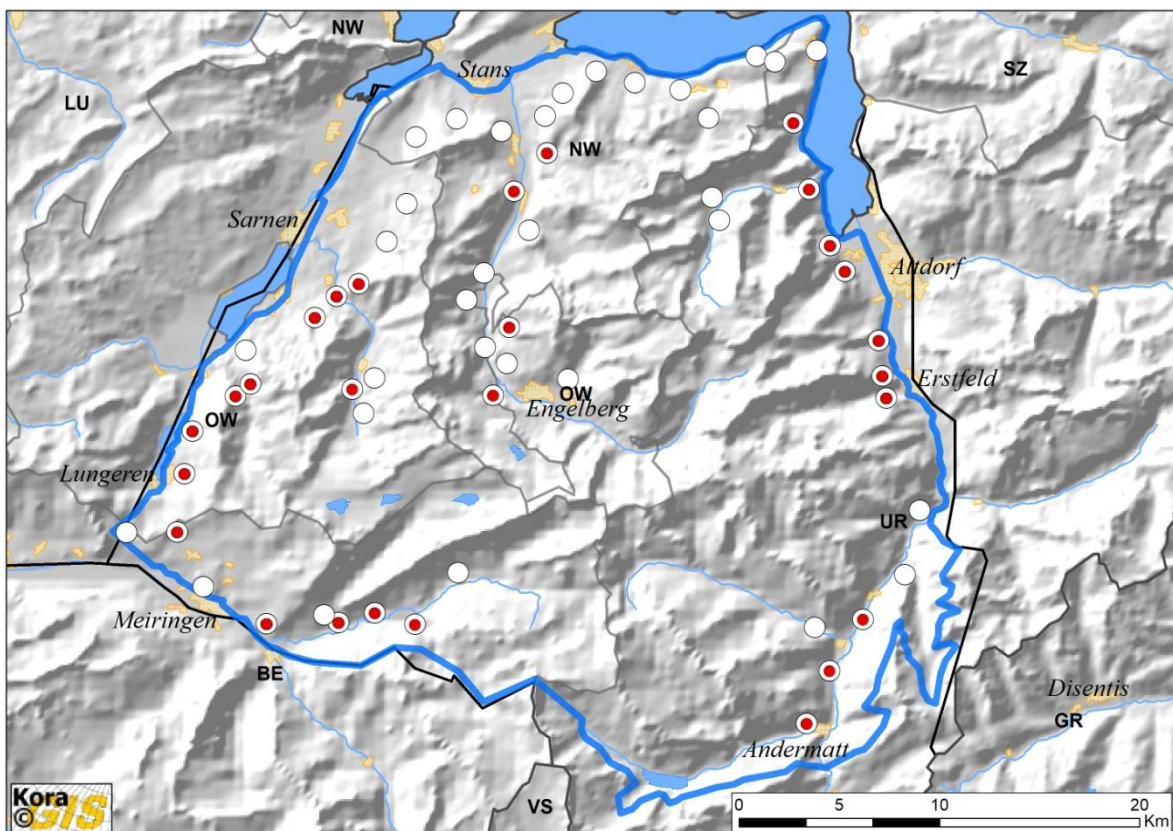 NW
Stans
SZ
LU
NW
Sarnen
Altdorf
Erstfeld
OW
OW
Engelberg
Lungeren
UR
Meiringen
BE
Disentis
GR
Andermatt
VS
Kora
© GIS
0 5 10 20
Km